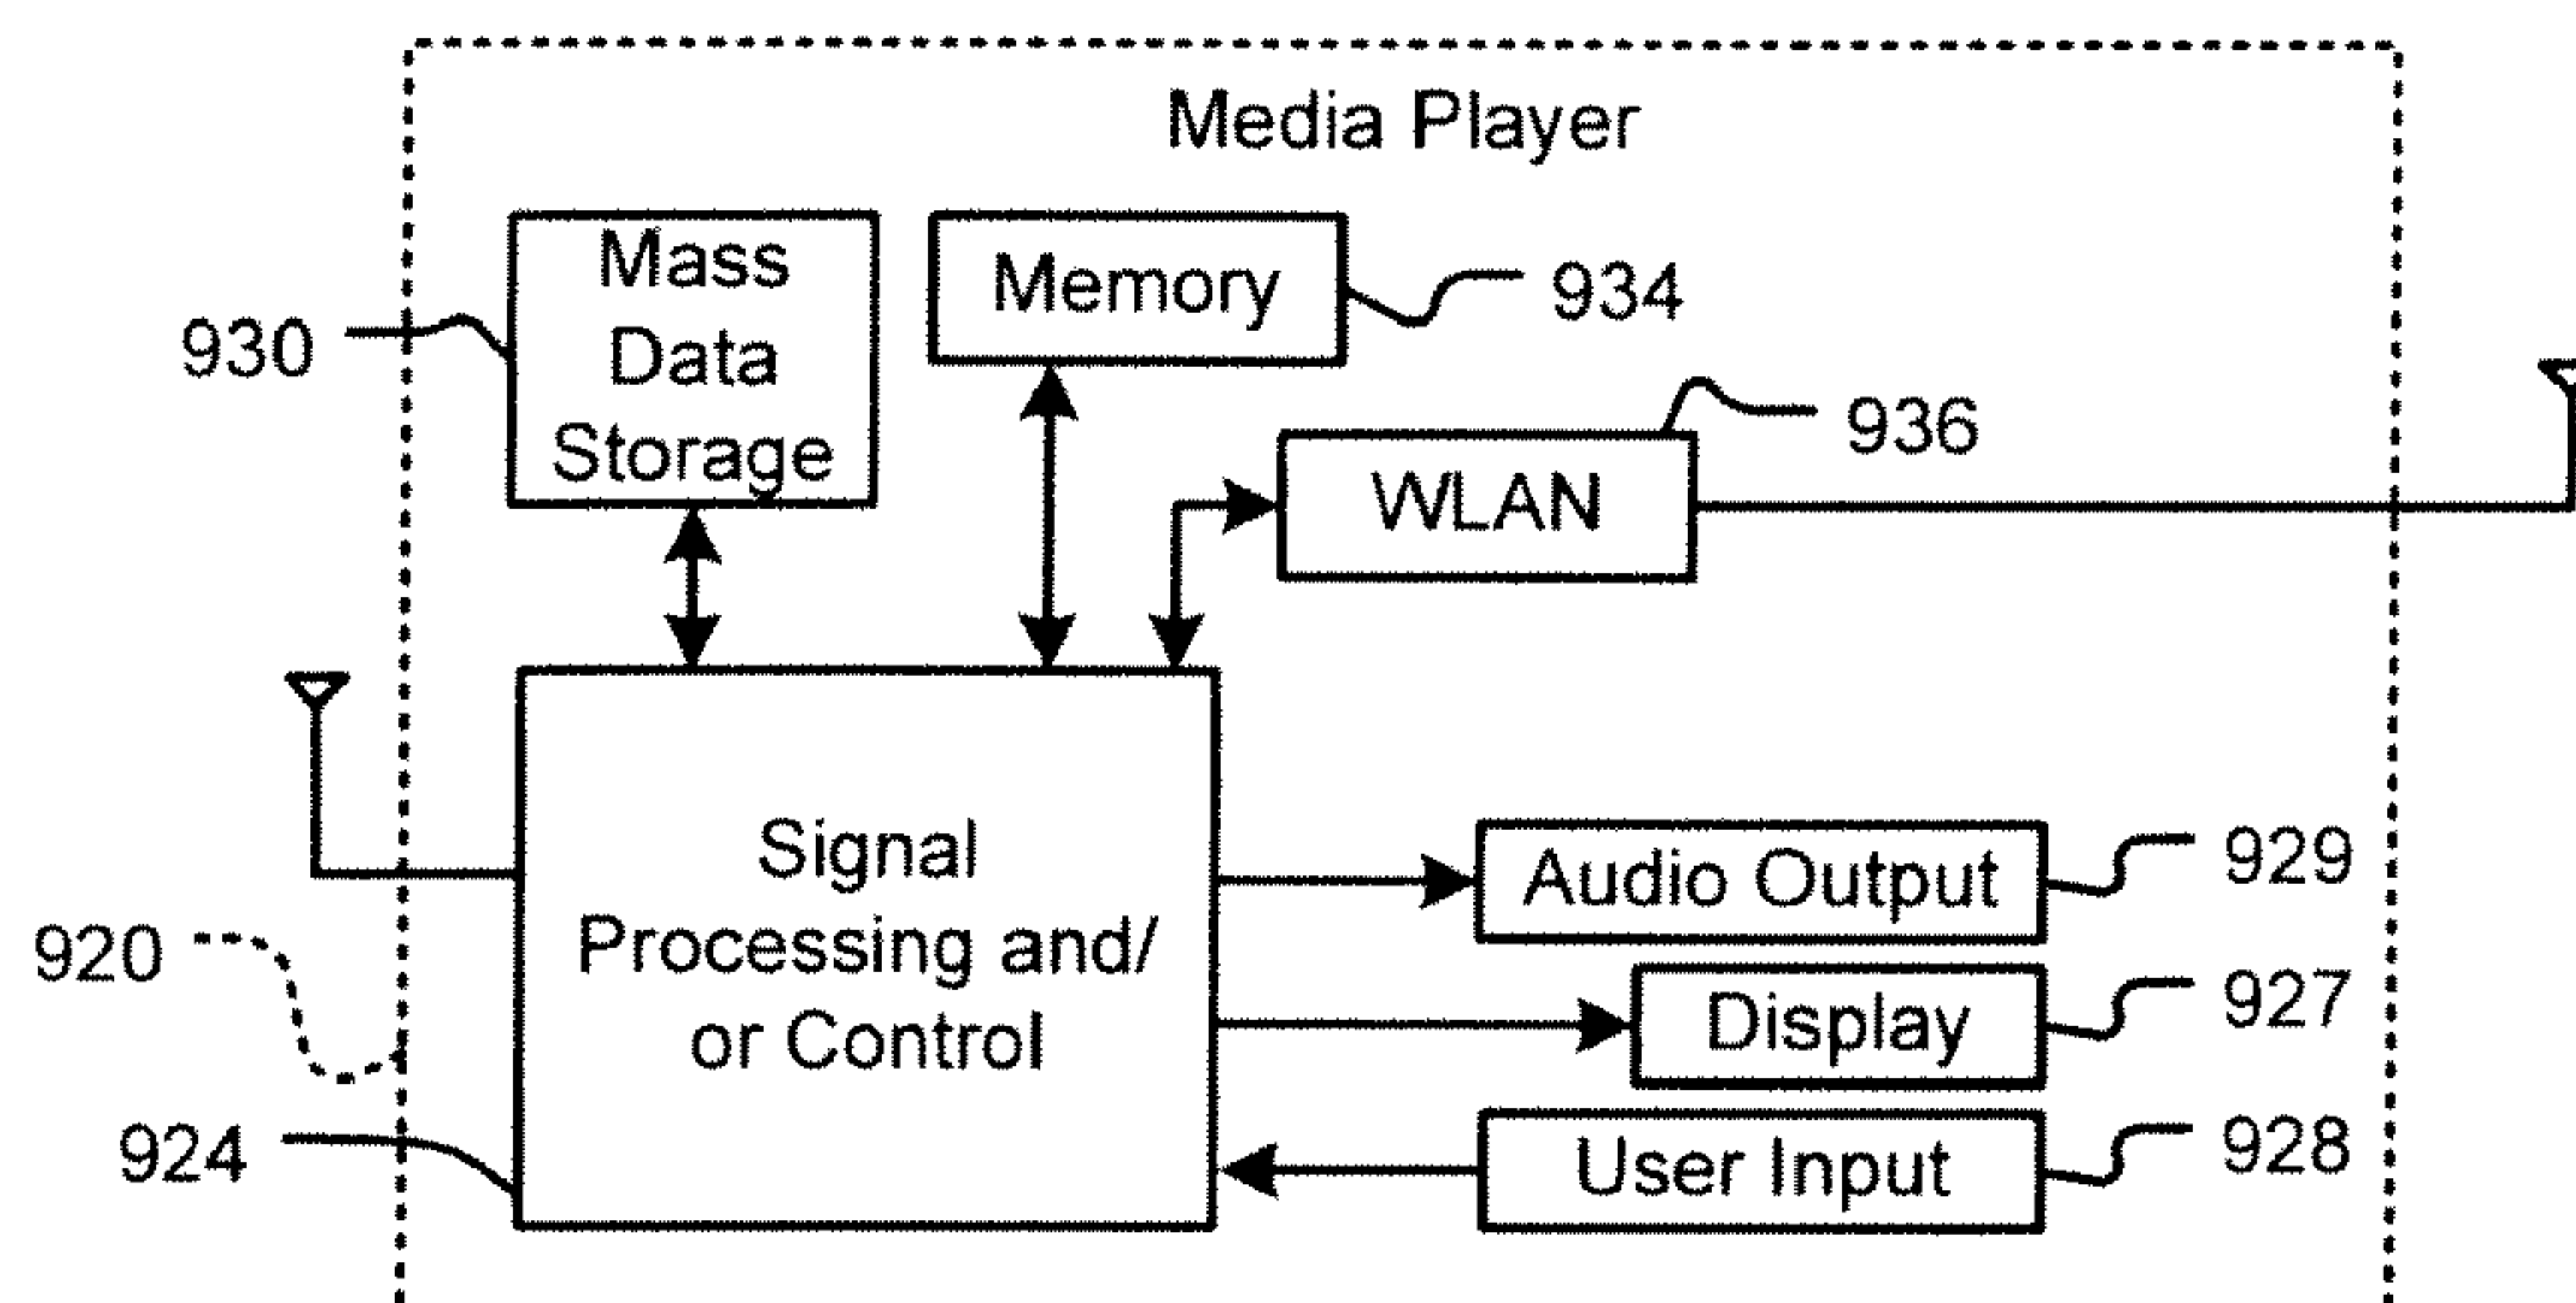 Media Player
Mass
Data
Storage
930
Memory
934
WLAN
936
Signal
Processing and/
or Control
920
924
Audio Output
929
Display
927
User Input
928